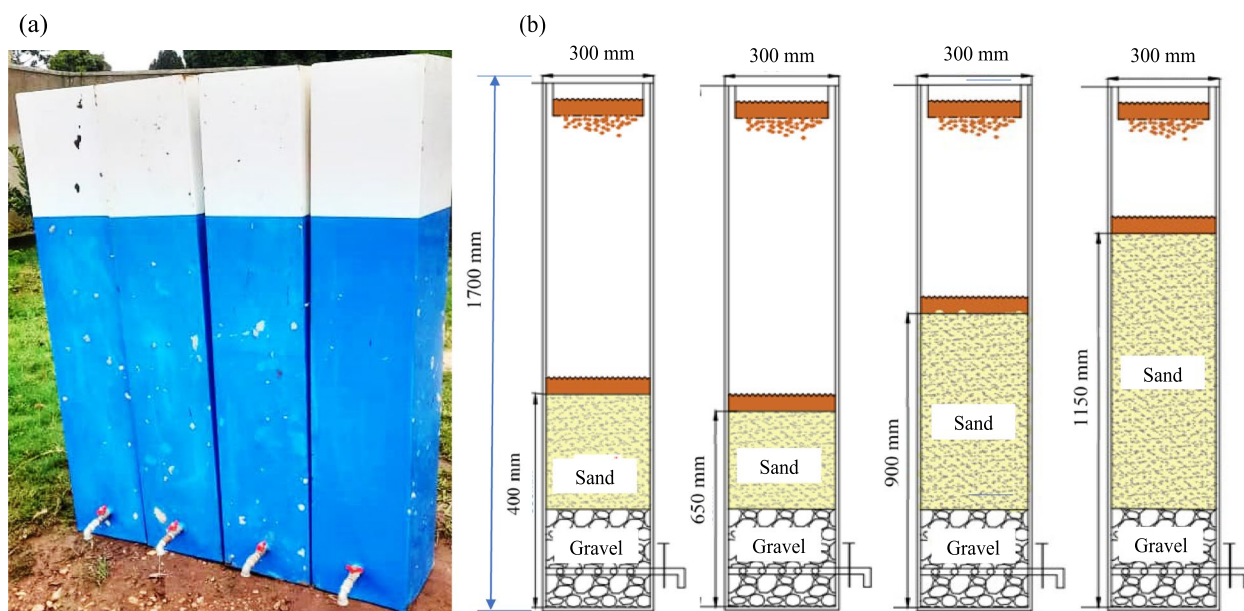 (a)
(b)
300 mm
300 mm
300 mm
300 mm
1700 mm
400 mm
Sand
Gravel
650 mm
Sand
Gravel
900 mm
Sand
Gravel
1150 mm
Sand
Gravel